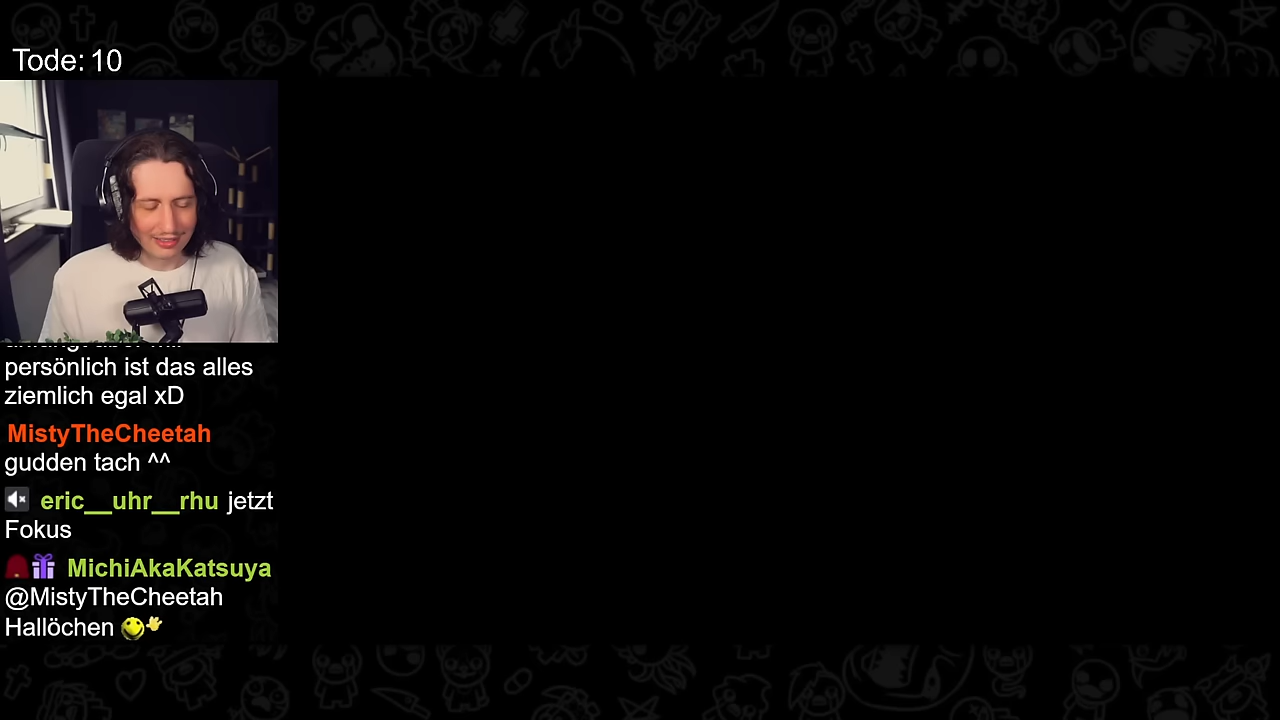 Tode: 10
persönlich ist das alles
ziemlich egal xD
MistyTheCheetah
gudden tach ^^
eric__uhr__rhu jetzt
Fokus
MichiAkaKatsuya
@MistyTheCheetah
Hallöchen